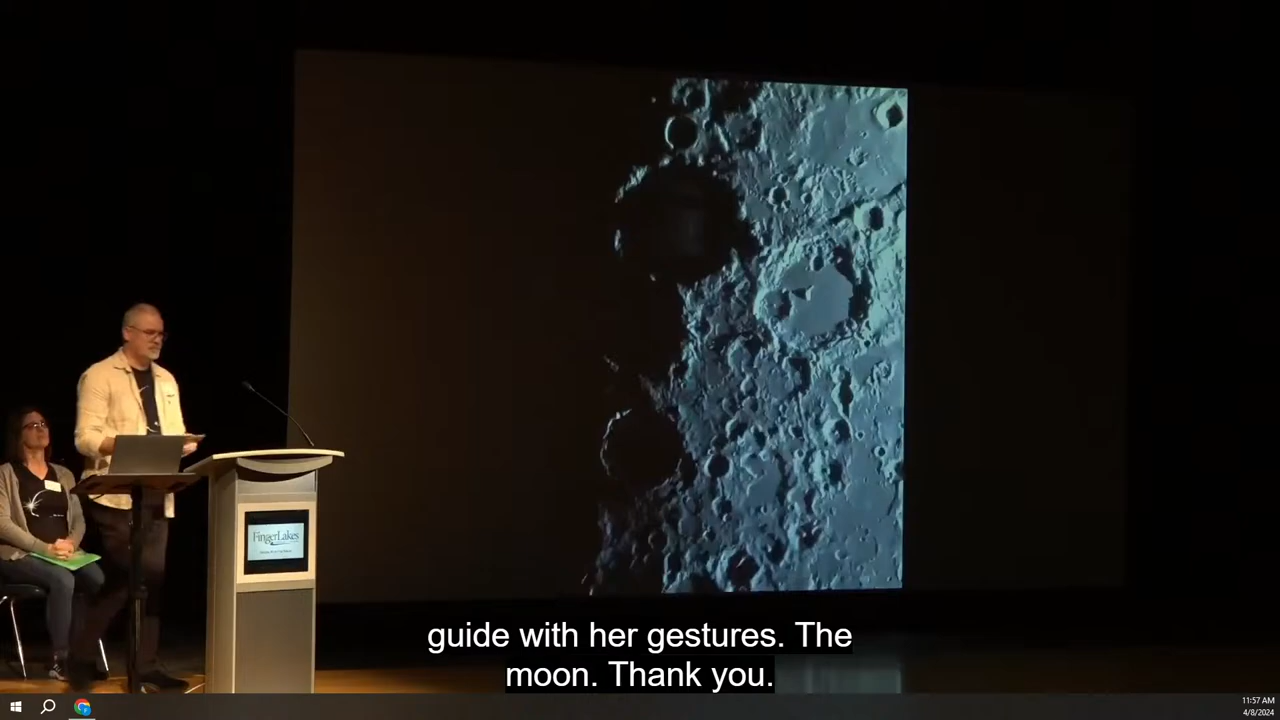 FingerLakes
guide with her gestures. The
moon. Thank you.
11:57 AM
4/8/2024